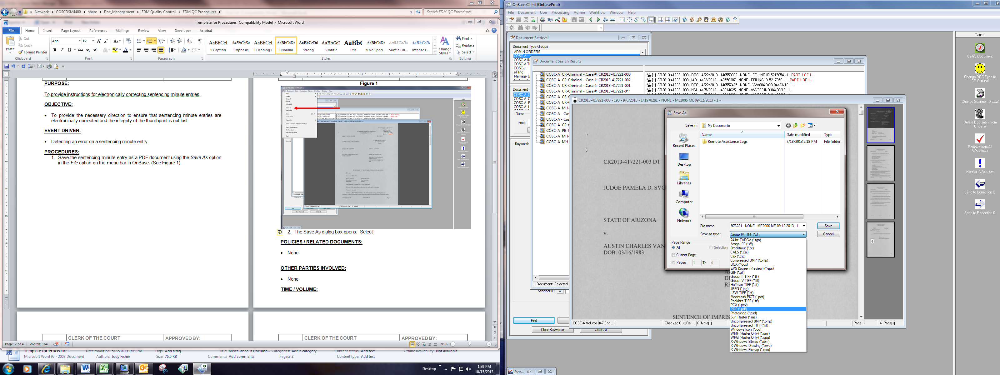 Network ▸ COSCDSM4400 ▸ share ▸ Doc_Management ▸ EDM Quality Control ▸ EDM QC Procedures ▸
Search EDM QC Procedures
Template for Procedures [Compatibility Mode] - Microsoft Word
File Home Insert Page Layout References Mailings Review View Developer Acrobat
Paste
Cut
Copy
Format Painter
Clipboard
Arial 12
Font
Paragraph
AaBbCcI AaBbCcDc AaBbCcI AaBbCcDc AaBbCcDd AaBbCcI AaBb( AaBbCcDc AaBbCcDc AaBbCcDc
¶ Caption Emphasis ¶ Heading 1 ¶ Normal Strong Subtitle Title ¶ No Spaci... Subtle Em... Intense E...
Change Styles
Styles
Find
Replace
Select
Editing
PURPOSE:
To provide instructions for electronically correcting sentencing minute entries.
OBJECTIVE:
• To provide the necessary direction to ensure that sentencing minute entries are
electronically corrected and the integrity of the thumbprint is not lost.
EVENT DRIVER:
• Detecting an error on a sentencing minute entry.
PROCEDURES:
1. Save the sentencing minute entry as a PDF document using the Save As option
in the File option on the menu bar in OnBase. (See Figure 1)
Figure 1
2. The Save As dialog box opens. Select
POLICIES / RELATED DOCUMENTS:
• None
OTHER PARTIES INVOLVED:
• None
TIME / VOLUME:
CLERK OF THE COURT APPROVED BY:
CLERK OF THE COURT APPROVED BY:
Page: 2 of 4 Words: 164
91%
Template for Procedures Date modified: 5/22/2013 1:03 PM Tags: Add a tag Title: Miscellaneous Docume... Categories: Add a category Content status: Add text Offline availability: Not available
Microsoft Word 97 - 2003 Document Authors: Jody Fisher Size: 76.0 KB Comments: Add comments Pages: 2 Content type: Add text
Desktop
1:39 PM
10/15/2013
OnBase Client (OnbaseProd)
File Document User Processing Admin Workflow Window Help
Document Retrieval
Document Type Groups
ADMIN ORDERS
COSC-A
COSC-A IN
COSC-A TI
COSC-J
eFiling
Manage Li
Document T
Dates
From
Keywords
Scanner ID =
Find
Clear Keywords
Clear All
Document Search Results
COSC-A CR-Criminal - Case #: CR2013-417221-003
COSC-A CR-Criminal - Case #: CR2013-417221-002
COSC-A CR-Criminal - Case #: CR2013-417221-001
COSC-A CR-Criminal - Case #: CR2013-417221-0**
COSC-A CR-C
COSC-A CR-C
COSC-A MH-
COSC-A - Cas
COSC-A - Cas
COSC-A CR-C
COSC-A PB-P
COSC-A MH-
COSC-A MH-
[1] CR2013-417221-003 - ROC - 4/22/2013 - 140558303 - NONE - EFILING ID 5217854 - 1 - PART 1 OF 1 -
[1] CR2013-417221-003 - IAD - 4/22/2013 - 140558307 - NONE - EFILING ID 5217856 - 1 - PART 1 OF 1 -
[1] CR2013-417221-003 - DCO - 4/22/2013 - 140557475 - NONE - VVV004 DCO 04/23/13 - 1 -
[1] CR2013-417221-003 - NSI - 4/25/2013 - 140614625 - NONE - VVV022 IND 04/26/13 - 1 -
1 Documents Selected
CR2013-417221-003 - 193 - 9/6/2013 - 141978281 - NONE - ME2006 ME 09/12/2013 - 1 -
CR2013-417221-003 DT
JUDGE PAMELA D. SVO
STATE OF ARIZONA
v.
AUSTIN CHARLES VAN
DOB: 03/16/1983
SENTENCE OF IMPRIS
COSC-A Volume 847 Cop...
Checked Out [Re...
0 Note(s)
Page 1
4 Page(s)
Save As
Save in: My Documents
Recent Places
Desktop
Libraries
Computer
Network
Name Date modified Type
Remote Assistance Logs 7/18/2013 2:18 PM File folder
File name: 978281 - NONE - ME2006 ME 09-12-2013 - 1 -
Save
Save as type: Group IV TIFF (*.tif)
Cancel
Page Range
All
Selection
Current Page
Pages 1 To 4
24-bit TARGA (*.tga)
Amiga IFF (*.iff)
Brooktrout (*.bt)
CALS (*.cal)
Clip (*.clp)
Compressed BMP (*.bmp)
DCX (*.dcx)
EPS (Screen Preview) (*.eps)
GIF (*.gif)
Group III TIFF (*.tif)
Group IV TIFF (*.tif)
Huffman TIFF (*.tif)
JPEG (*.jpg)
LZW TIFF (*.tif)
Macintosh PICT (*.pct)
Packbits TIFF (*.tif)
PCX (*.pcx)
PDF (*.pdf)
Photoshop (*.psd)
Sun Raster (*.ras)
Uncompressed BMP (*.bmp)
Uncompressed TIFF (*.tif)
Windows Icon (*.ico)
WMF (Raster Only) (*.wmf)
WPG (Raster Only) (*.wpg)
X-Windows Bitmap (*.xbm)
X-Windows Drawing (*.xwd)
X-Windows Pixmap (*.xpm)
Tasks
Certify Document
Change DOC Type to CR-Criminal
Change Scanner ID ZZZ
Delete Document from Onbase
Remove from All Workflows
Re-Start Workflow
Send to Correction Q
Send to Redaction Q
Syst...